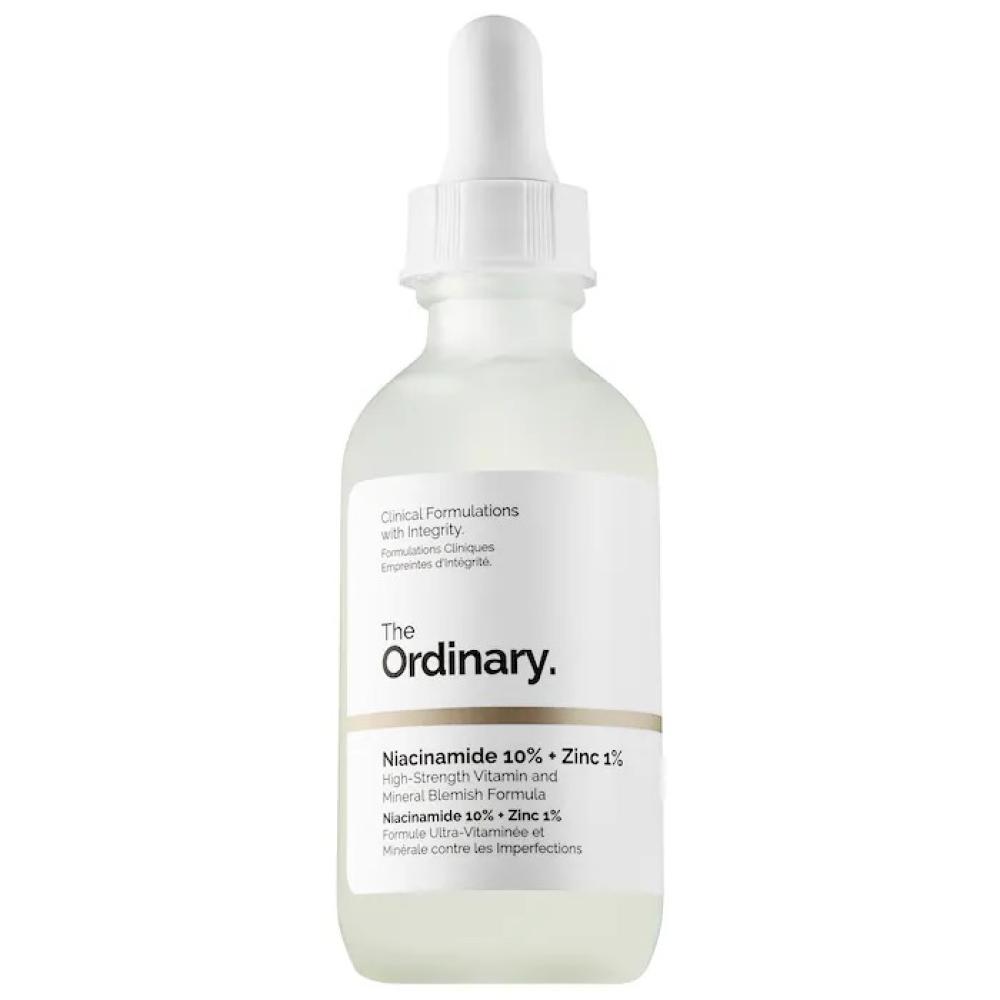 Clinical Formulations
with Integrity.
Formulations Cliniques
Empreintes d'Intégrité.
The
Ordinary.
Niacinamide 10% + Zinc 1%
High-Strength Vitamin and
Mineral Blemish Formula
Niacinamide 10% + Zinc 1%
Formule Ultra-Vitaminée et
Minérale contre les Imperfections